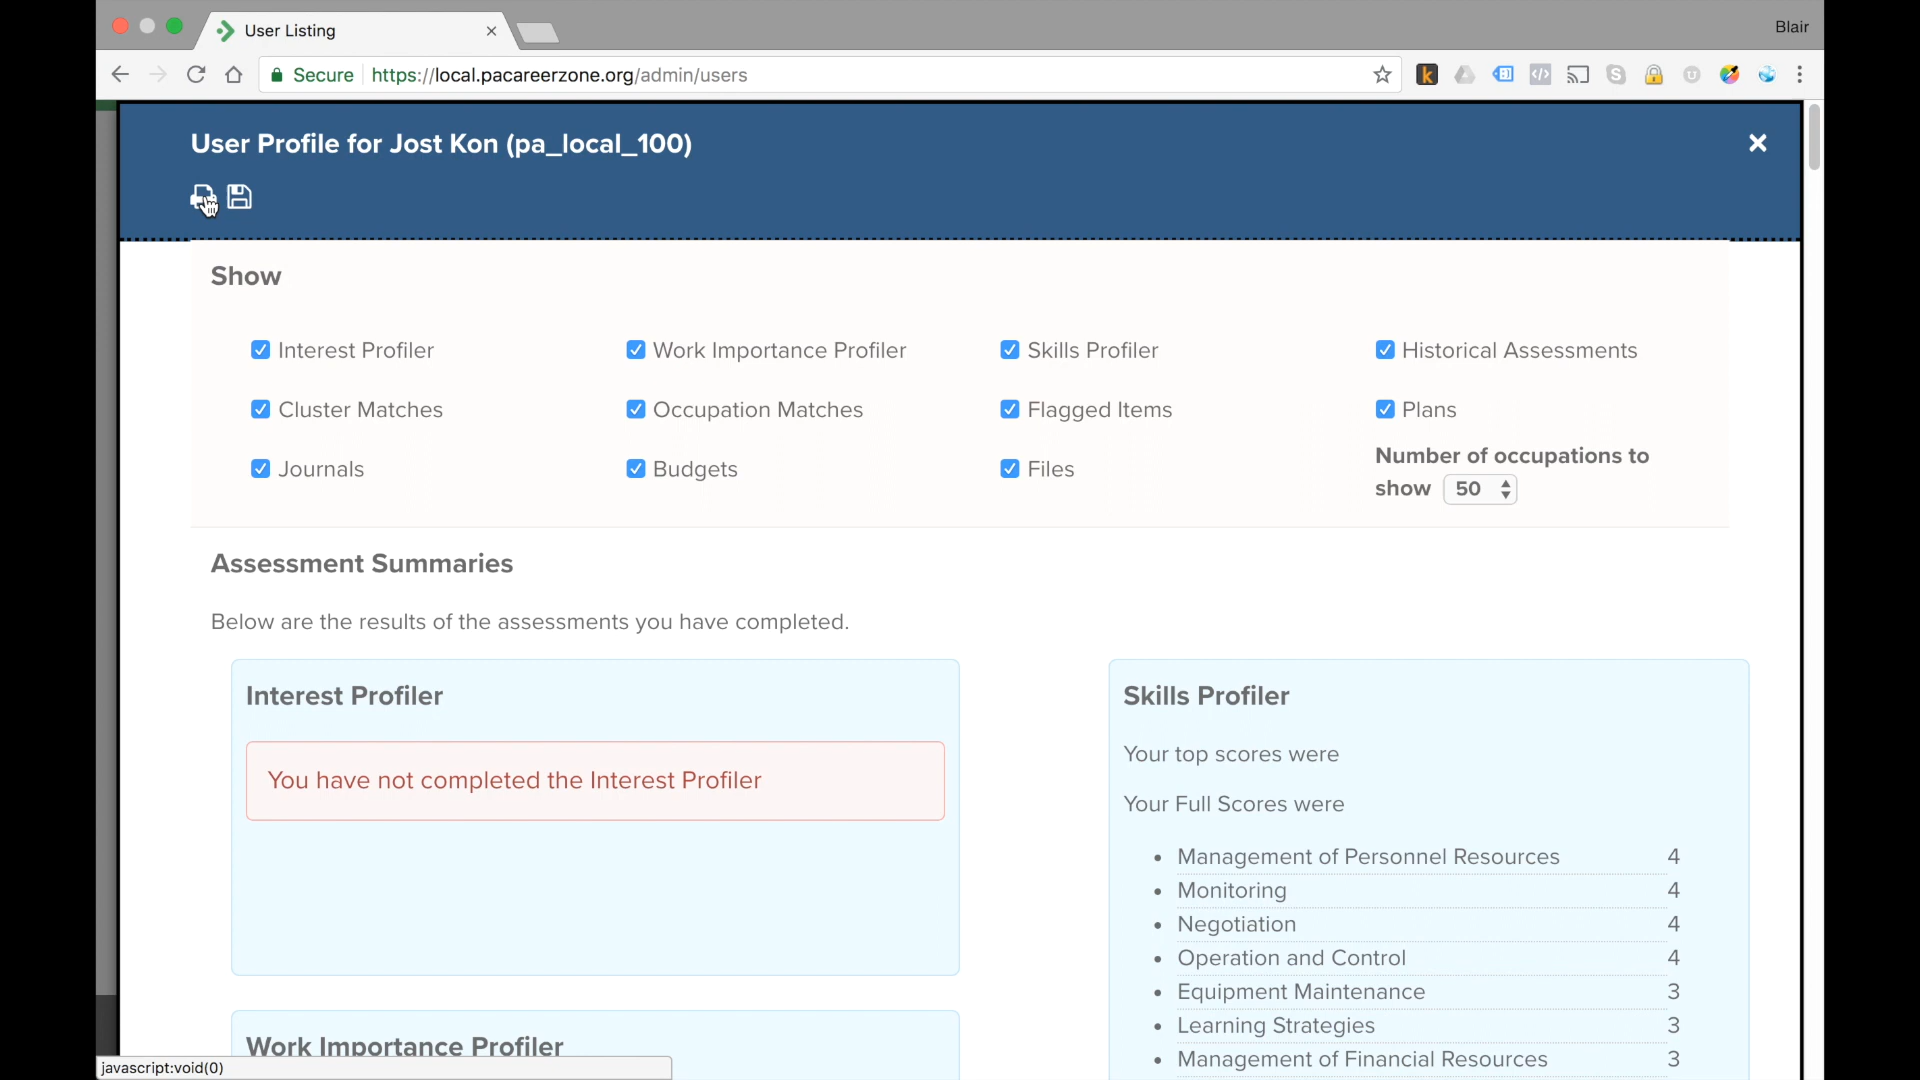 User Listing
Blair
Secure https://local.pacareerzone.org/admin/users
User Profile for Jost Kon (pa_local_100)
Show
Interest Profiler
Work Importance Profiler
Skills Profiler
Historical Assessments
Cluster Matches
Occupation Matches
Flagged Items
Plans
Journals
Budgets
Files
Number of occupations to
show 50
Assessment Summaries
Below are the results of the assessments you have completed.
Interest Profiler
You have not completed the Interest Profiler
Work Importance Profiler
Skills Profiler
Your top scores were
Your Full Scores were
Management of Personnel Resources 4
Monitoring 4
Negotiation 4
Operation and Control 4
Equipment Maintenance 3
Learning Strategies 3
Management of Financial Resources 3
javascript:void(0)